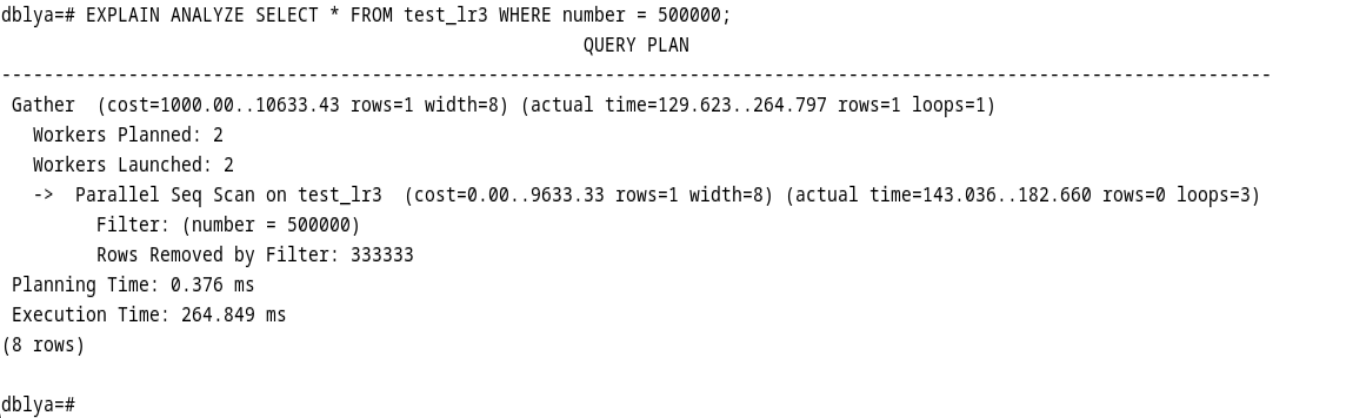 dblya=# EXPLAIN ANALYZE SELECT * FROM test_lr3 WHERE number = 500000;
QUERY PLAN
------------------------------------------------------------------------------------------------------------------------
Gather  (cost=1000.00..10633.43 rows=1 width=8) (actual time=129.623..264.797 rows=1 loops=1)
Workers Planned: 2
Workers Launched: 2
->  Parallel Seq Scan on test_lr3  (cost=0.00..9633.33 rows=1 width=8) (actual time=143.036..182.660 rows=0 loops=3)
Filter: (number = 500000)
Rows Removed by Filter: 333333
Planning Time: 0.376 ms
Execution Time: 264.849 ms
(8 rows)
dblya=#